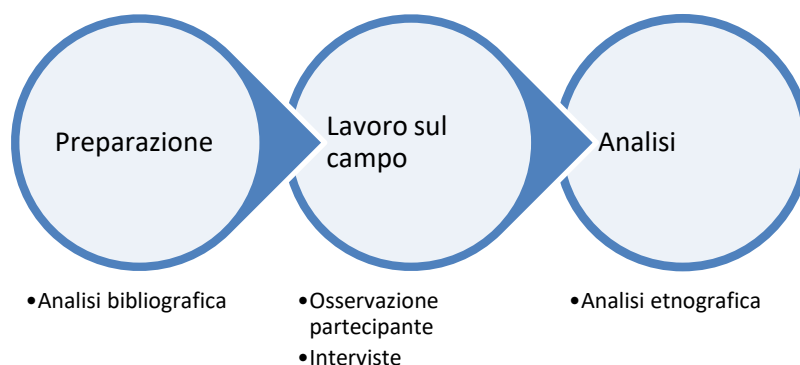 Preparazione
Lavoro sul
campo
Analisi
•Analisi bibliografica
•Osservazione
partecipante
•Interviste
•Analisi etnografica